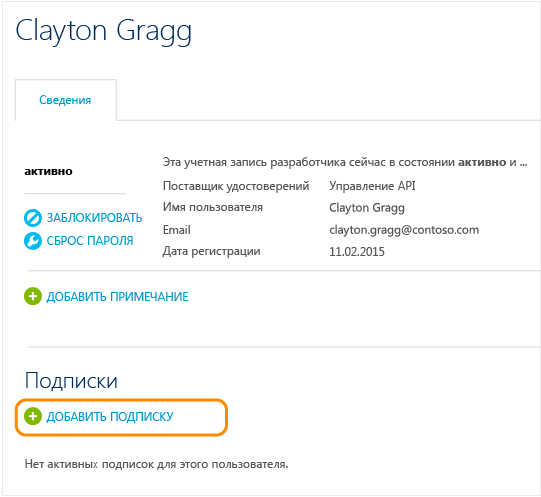 Clayton Gragg
Сведения
активно
Эта учетная запись разработчика сейчас в состоянии активно и ...
Поставщик удостоверений Управление API
Имя пользователя Clayton Gragg
Email clayton.gragg@contoso.com
Дата регистрации 11.02.2015
ЗАБЛОКИРОВАТЬ
СБРОС ПАРОЛЯ
ДОБАВИТЬ ПРИМЕЧАНИЕ
Подписки
ДОБАВИТЬ ПОДПИСКУ
Нет активных подписок для этого пользователя.